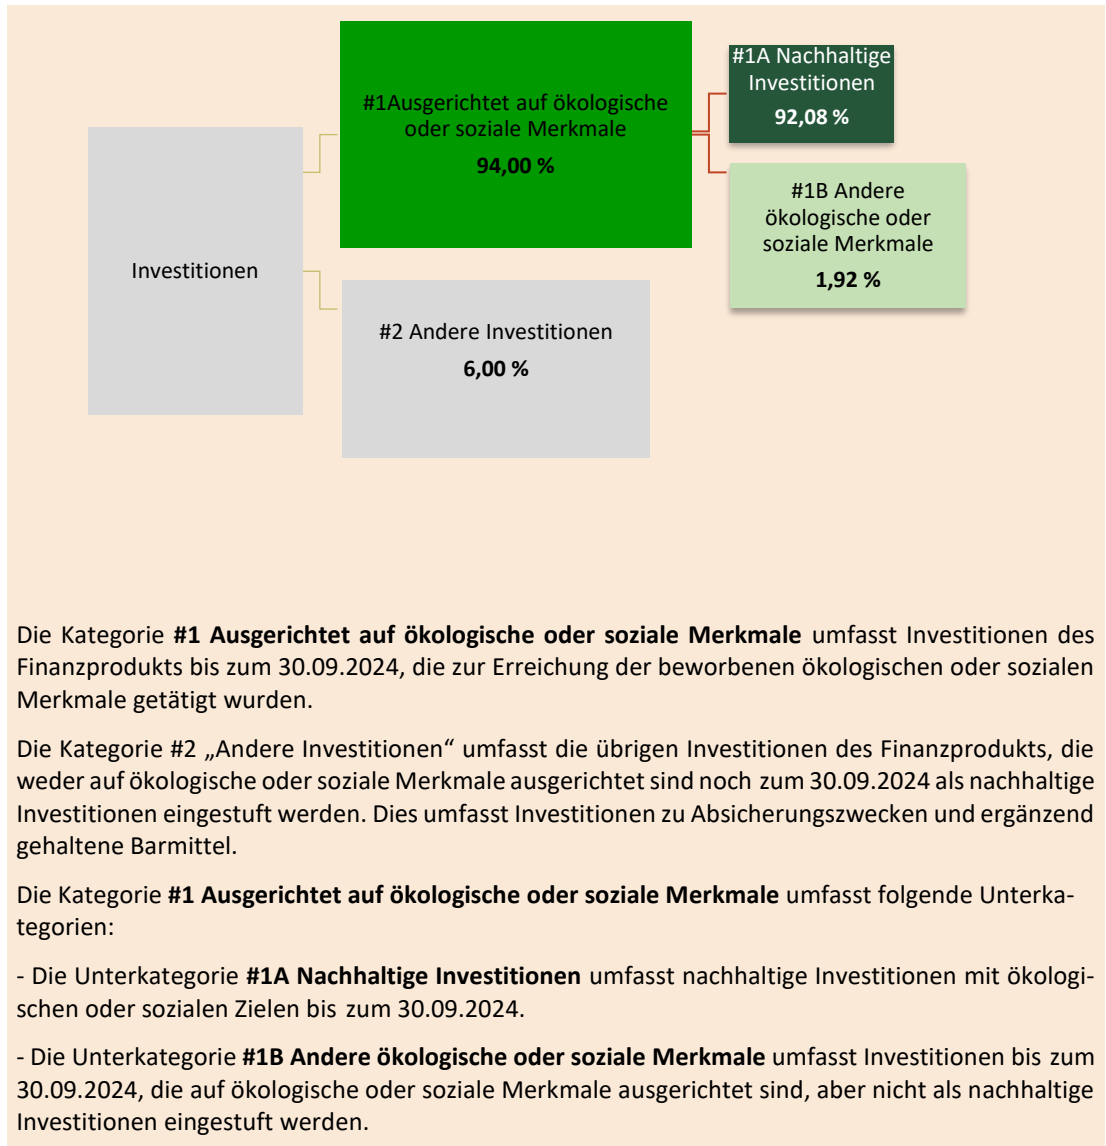 #1A Nachhaltige
Investitionen
92,08 %
#1Ausgerichtet auf ökologische
oder soziale Merkmale
94,00 %
#1B Andere
ökologische oder
soziale Merkmale
1,92 %
Investitionen
#2 Andere Investitionen
6,00 %
Die Kategorie #1 Ausgerichtet auf ökologische oder soziale Merkmale umfasst Investitionen des
Finanzprodukts bis zum 30.09.2024, die zur Erreichung der beworbenen ökologischen oder sozialen
Merkmale getätigt wurden.
Die Kategorie #2 „Andere Investitionen“ umfasst die übrigen Investitionen des Finanzprodukts, die
weder auf ökologische oder soziale Merkmale ausgerichtet sind noch zum 30.09.2024 als nachhaltige
Investitionen eingestuft werden. Dies umfasst Investitionen zu Absicherungszwecken und ergänzend
gehaltene Barmittel.
Die Kategorie #1 Ausgerichtet auf ökologische oder soziale Merkmale umfasst folgende Unterka-
tegorien:
- Die Unterkategorie #1A Nachhaltige Investitionen umfasst nachhaltige Investitionen mit ökologi-
schen oder sozialen Zielen bis zum 30.09.2024.
- Die Unterkategorie #1B Andere ökologische oder soziale Merkmale umfasst Investitionen bis zum
30.09.2024, die auf ökologische oder soziale Merkmale ausgerichtet sind, aber nicht als nachhaltige
Investitionen eingestuft werden.